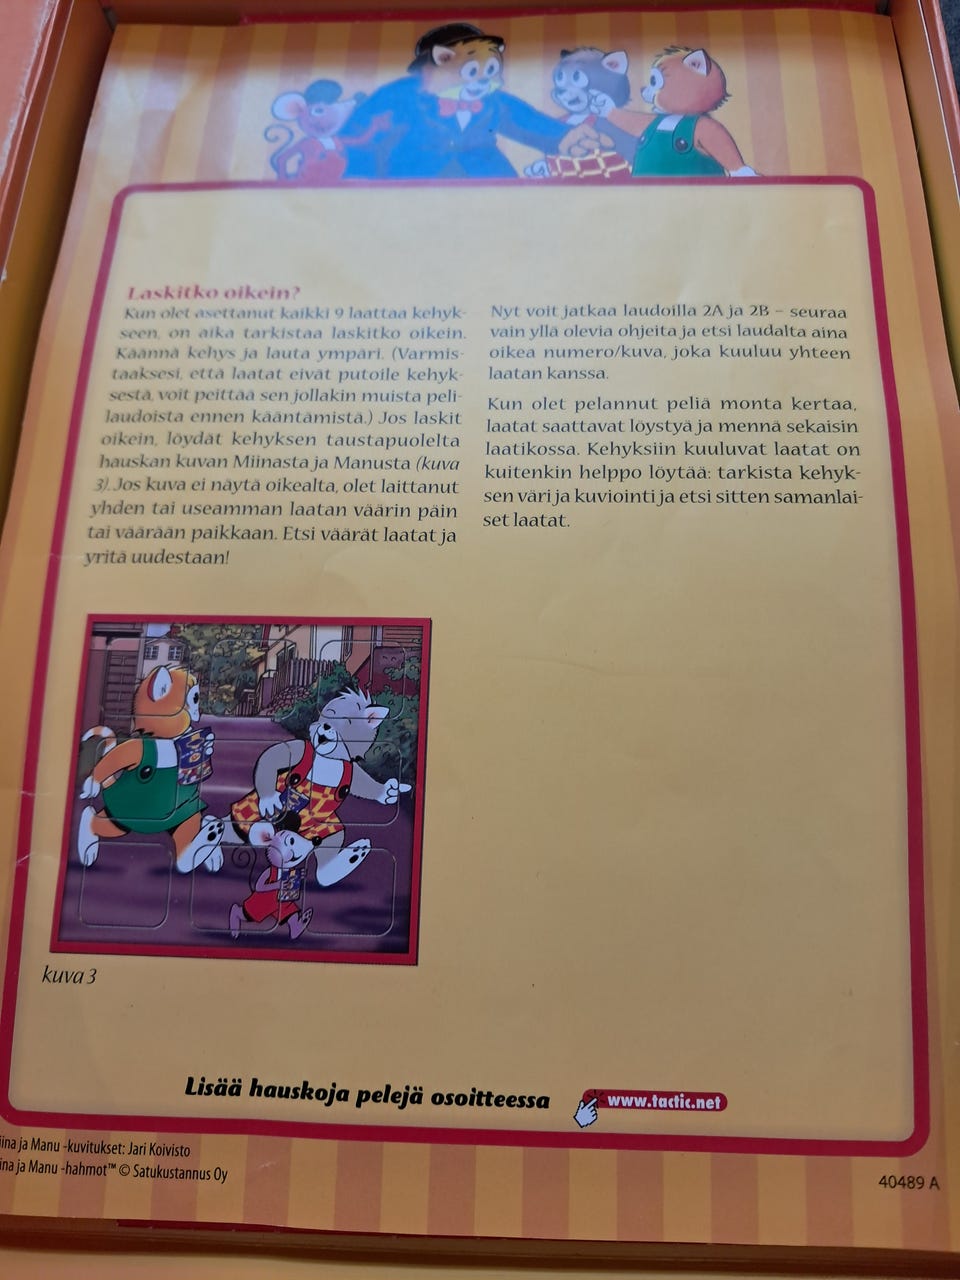 Laskitko oikein?
Kun olet asettanut kaikki 9 laattaa kehyk-
seen, on aika tarkistaa laskitko oikein.
Käännä kehys ja lauta ympäri. (Varmis-
taaksesi, että laatat eivät putoile kehyk-
sestä, voit peittää sen jollakin muista peli-
laudoista ennen kääntämistä.) Jos laskit
oikein, löydät kehyksen taustapuolelta
hauskan kuvan Miinasta ja Manusta (kuva
3). Jos kuva ei näytä oikealta, olet laittanut
yhden tai useamman laatan väärin päin
tai väärään paikkaan. Etsi väärät laatat ja
yritä uudestaan!
kuva 3
Nyt voit jatkaa laudoilla 2A ja 2B – seuraa
vain yllä olevia ohjeita ja etsi laudalta aina
oikea numero/kuva, joka kuuluu yhteen
laatan kanssa.
Kun olet pelannut peliä monta kertaa,
laatat saattavat löystyä ja mennä sekaisin
laatikossa. Kehyksiin kuuluvat laatat on
kuitenkin helppo löytää: tarkista kehyk-
sen väri ja kuviointi ja etsi sitten samanlai-
set laatat.
Lisää hauskoja pelejä osoitteessa www.tactic.net
iina ja Manu -kuvitukset: Jari Koivisto
ina ja Manu -hahmot™ © Satukustannus Oy
40489 A